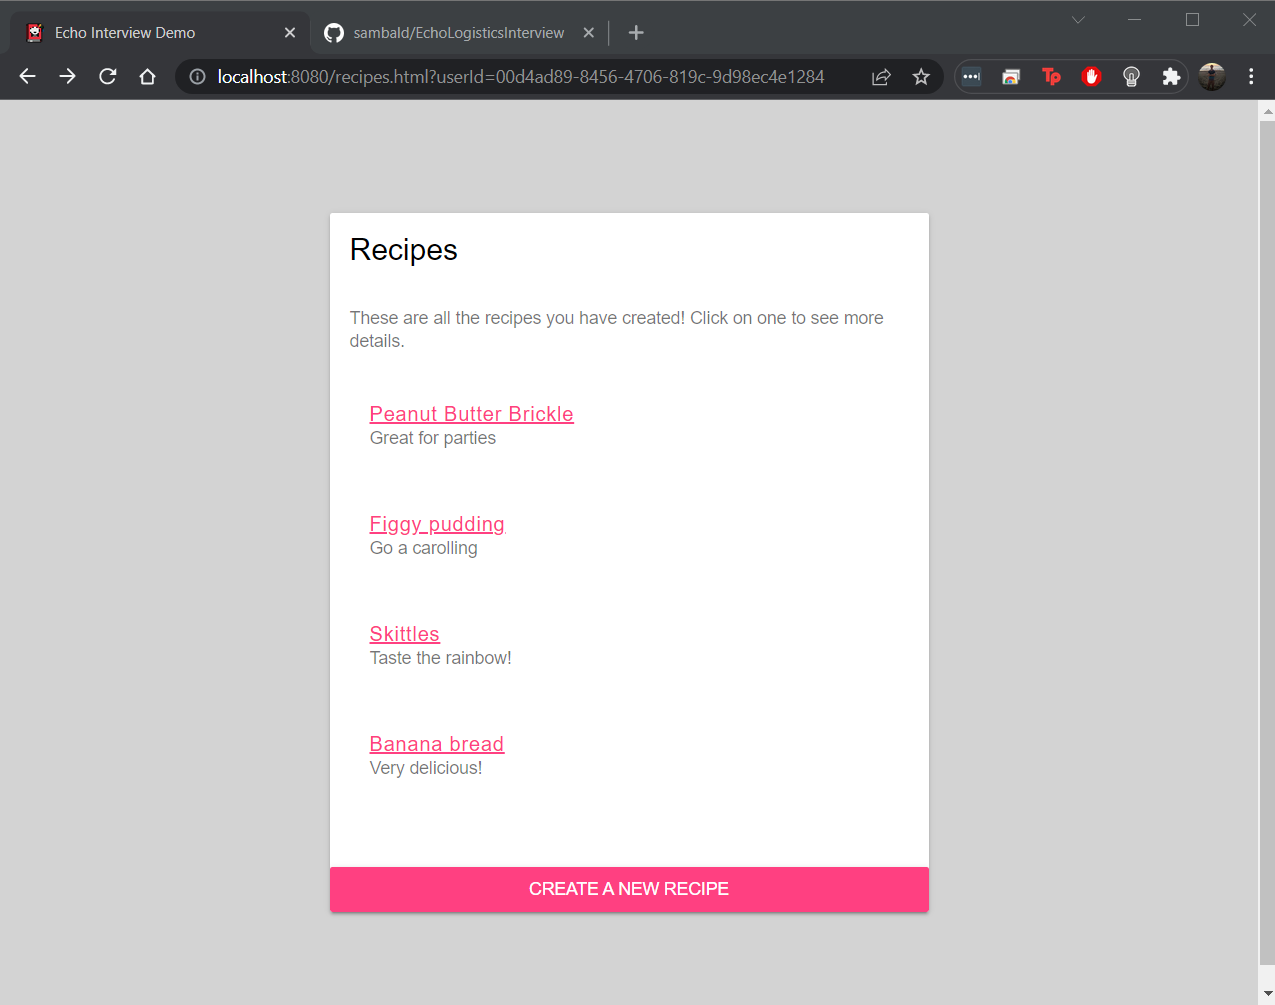 Echo Interview Demo
sambald/EchoLogisticsInterview
localhost:8080/recipes.html?userId=00d4ad89-8456-4706-819c-9d98ec4e1284
Tp
Recipes
These are all the recipes you have created! Click on one to see more
details.
Peanut Butter Brickle
Great for parties
Figgy pudding
Go a carolling
Skittles
Taste the rainbow!
Banana bread
Very delicious!
CREATE A NEW RECIPE